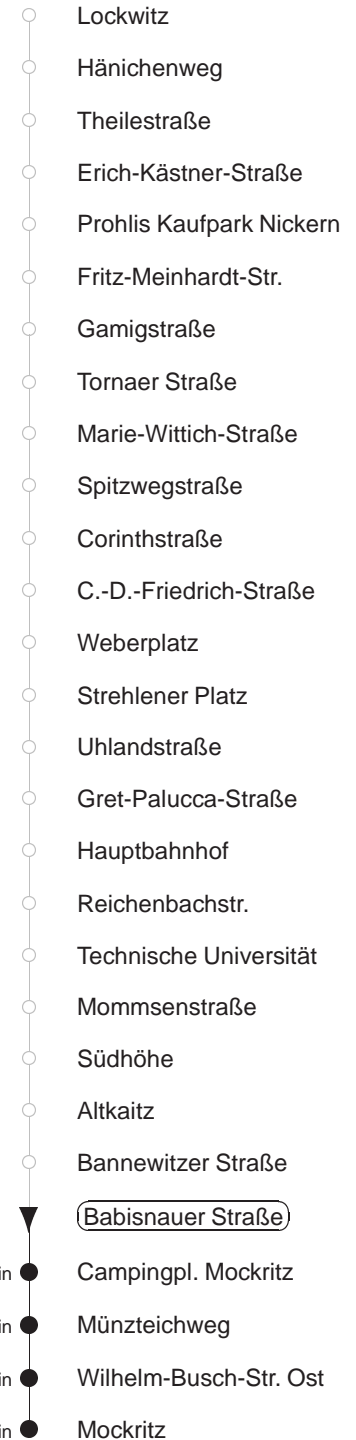 Lockwitz
Hänichenweg
Theilestraße
Erich-Kästner-Straße
Prohlis Kaufpark Nickern
Fritz-Meinhardt-Str.
Gamigstraße
Tornaer Straße
Marie-Wittich-Straße
Spitzwegstraße
Corinthstraße
C.-D.-Friedrich-Straße
Weberplatz
Strehlener Platz
Uhlandstraße
Gret-Palucca-Straße
Hauptbahnhof
Reichenbachstr.
Technische Universität
Mommsenstraße
Südhöhe
Altkaitz
Bannewitzer Straße
Babisnauer Straße
Campingpl. Mockritz
Münzteichweg
Wilhelm-Busch-Str. Ost
Mockritz